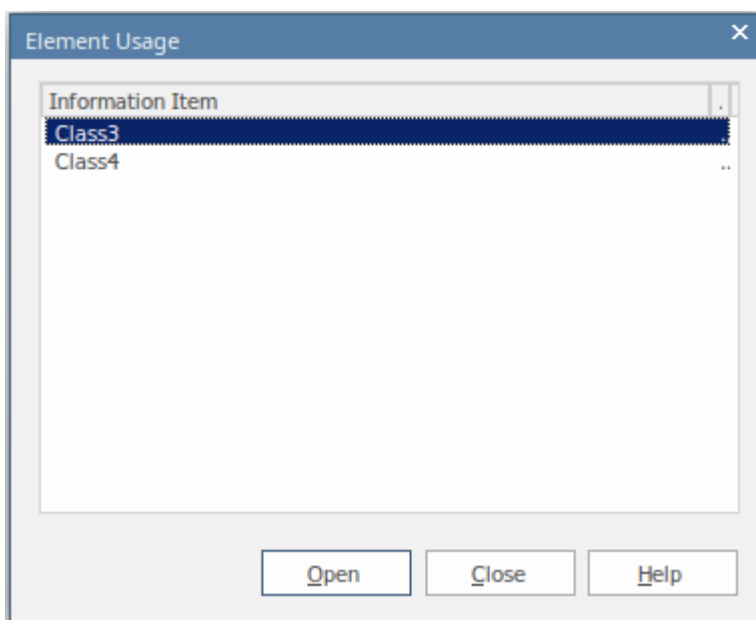 Element Usage
Information Item .
Class3 .
Class4 ..
Open Close Help